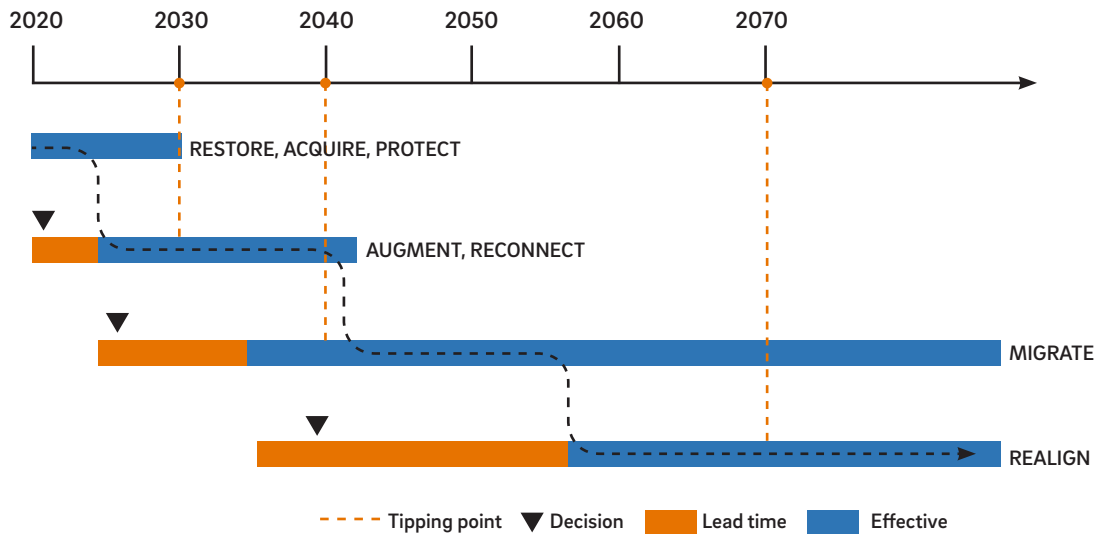 2020 2030 2040 2050 2060 2070
RESTORE, ACQUIRE, PROTECT
AUGMENT, RECONNECT
MIGRATE
REALIGN
Tipping point Decision Lead time Effective